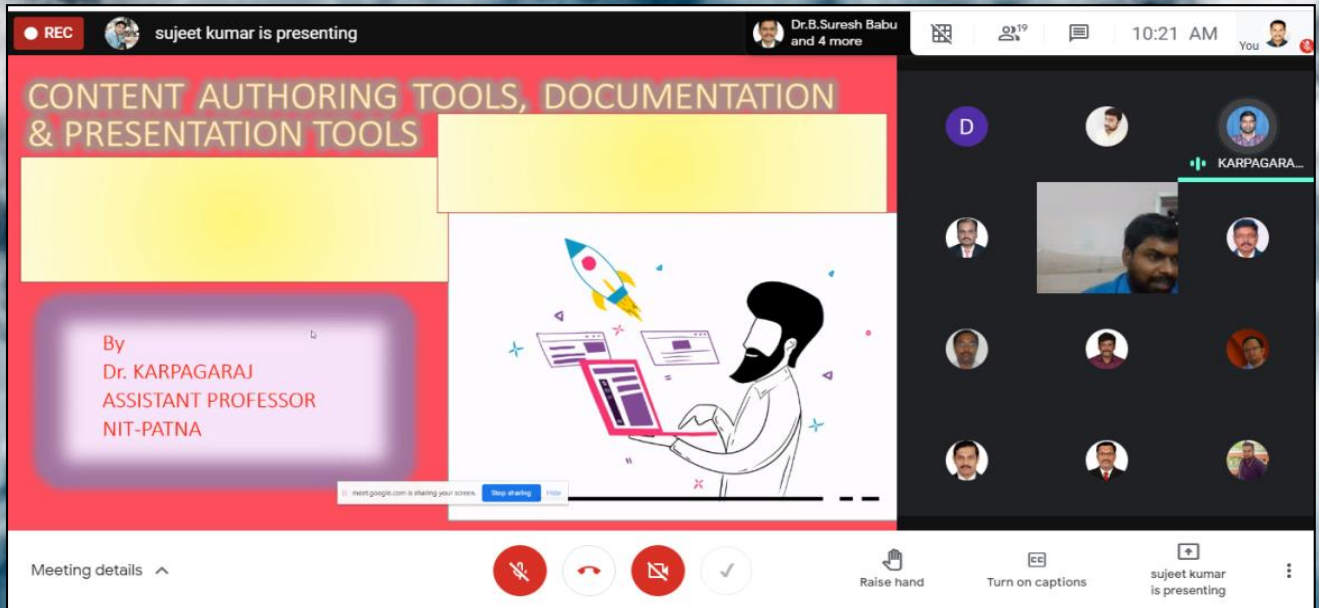 REC
sujeet kumar is presenting
Dr.B.Suresh Babu
and 4 more
19
10:21 AM
You
CONTENT AUTHORING TOOLS, DOCUMENTATION
& PRESENTATION TOOLS
By
Dr. KARPAGARAJ
ASSISTANT PROFESSOR
NIT-PATNA
meet.google.com is sharing your screen.
Stop sharing
Hide
D
KARPAGARA...
Meeting details
Raise hand
CC
Turn on captions
sujeet kumar
is presenting